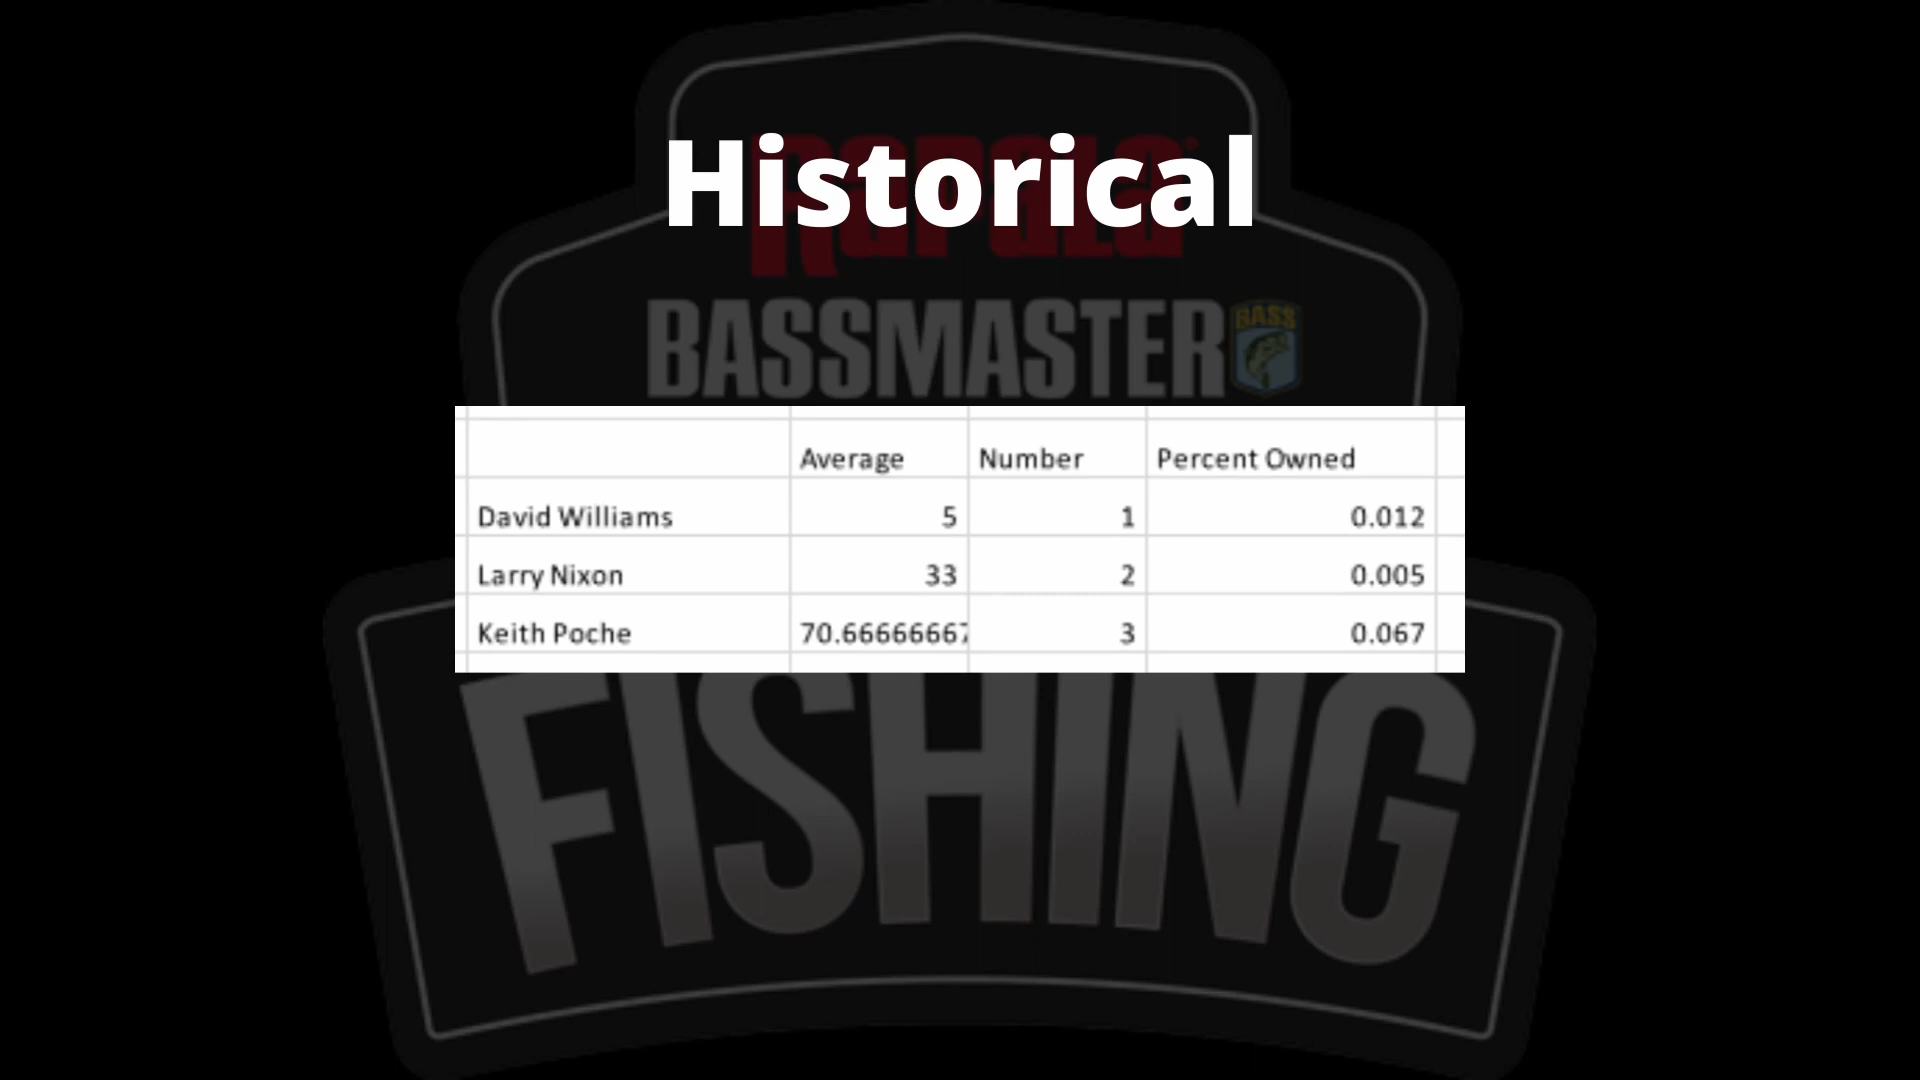 Historical
Rapala
BASSMASTER
BASS
Average Number Percent Owned
David Williams 5 1 0.012
Larry Nixon 33 2 0.005
Keith Poche 70.66666667 3 0.067
FISHING